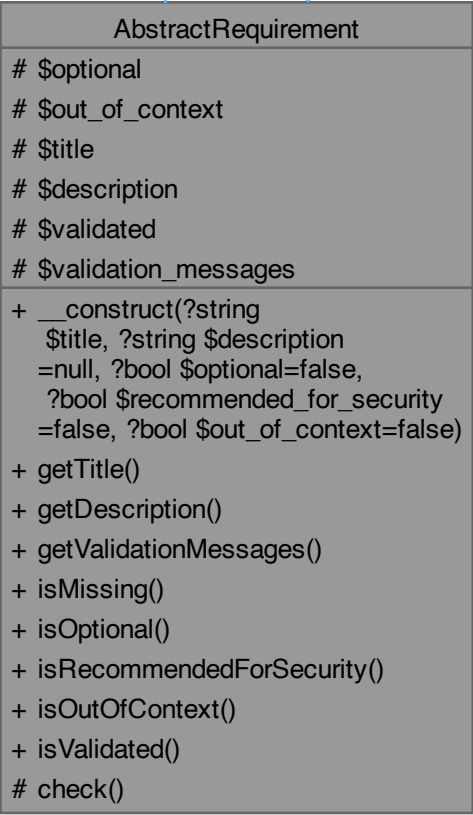 AbstractRequirement
# $optional
# $out_of_context
# $title
# $description
# $validated
# $validation_messages
+ __construct(?string
$title, ?string $description
=null, ?bool $optional=false,
?bool $recommended_for_security
=false, ?bool $out_of_context=false)
+ getTitle()
+ getDescription()
+ getValidationMessages()
+ isMissing()
+ isOptional()
+ isRecommendedForSecurity()
+ isOutOfContext()
+ isValidated()
# check()